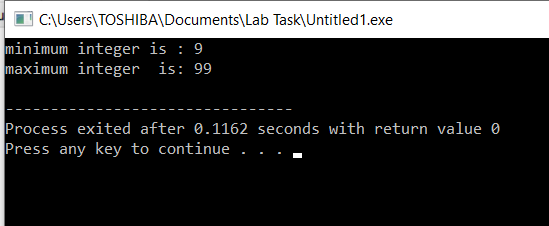 C:\Users\TOSHIBA\Documents\Lab Task\Untitled1.exe
minimum integer is : 9
maximum integer  is: 99
--------------------------------
Process exited after 0.1162 seconds with return value 0
Press any key to continue . . .